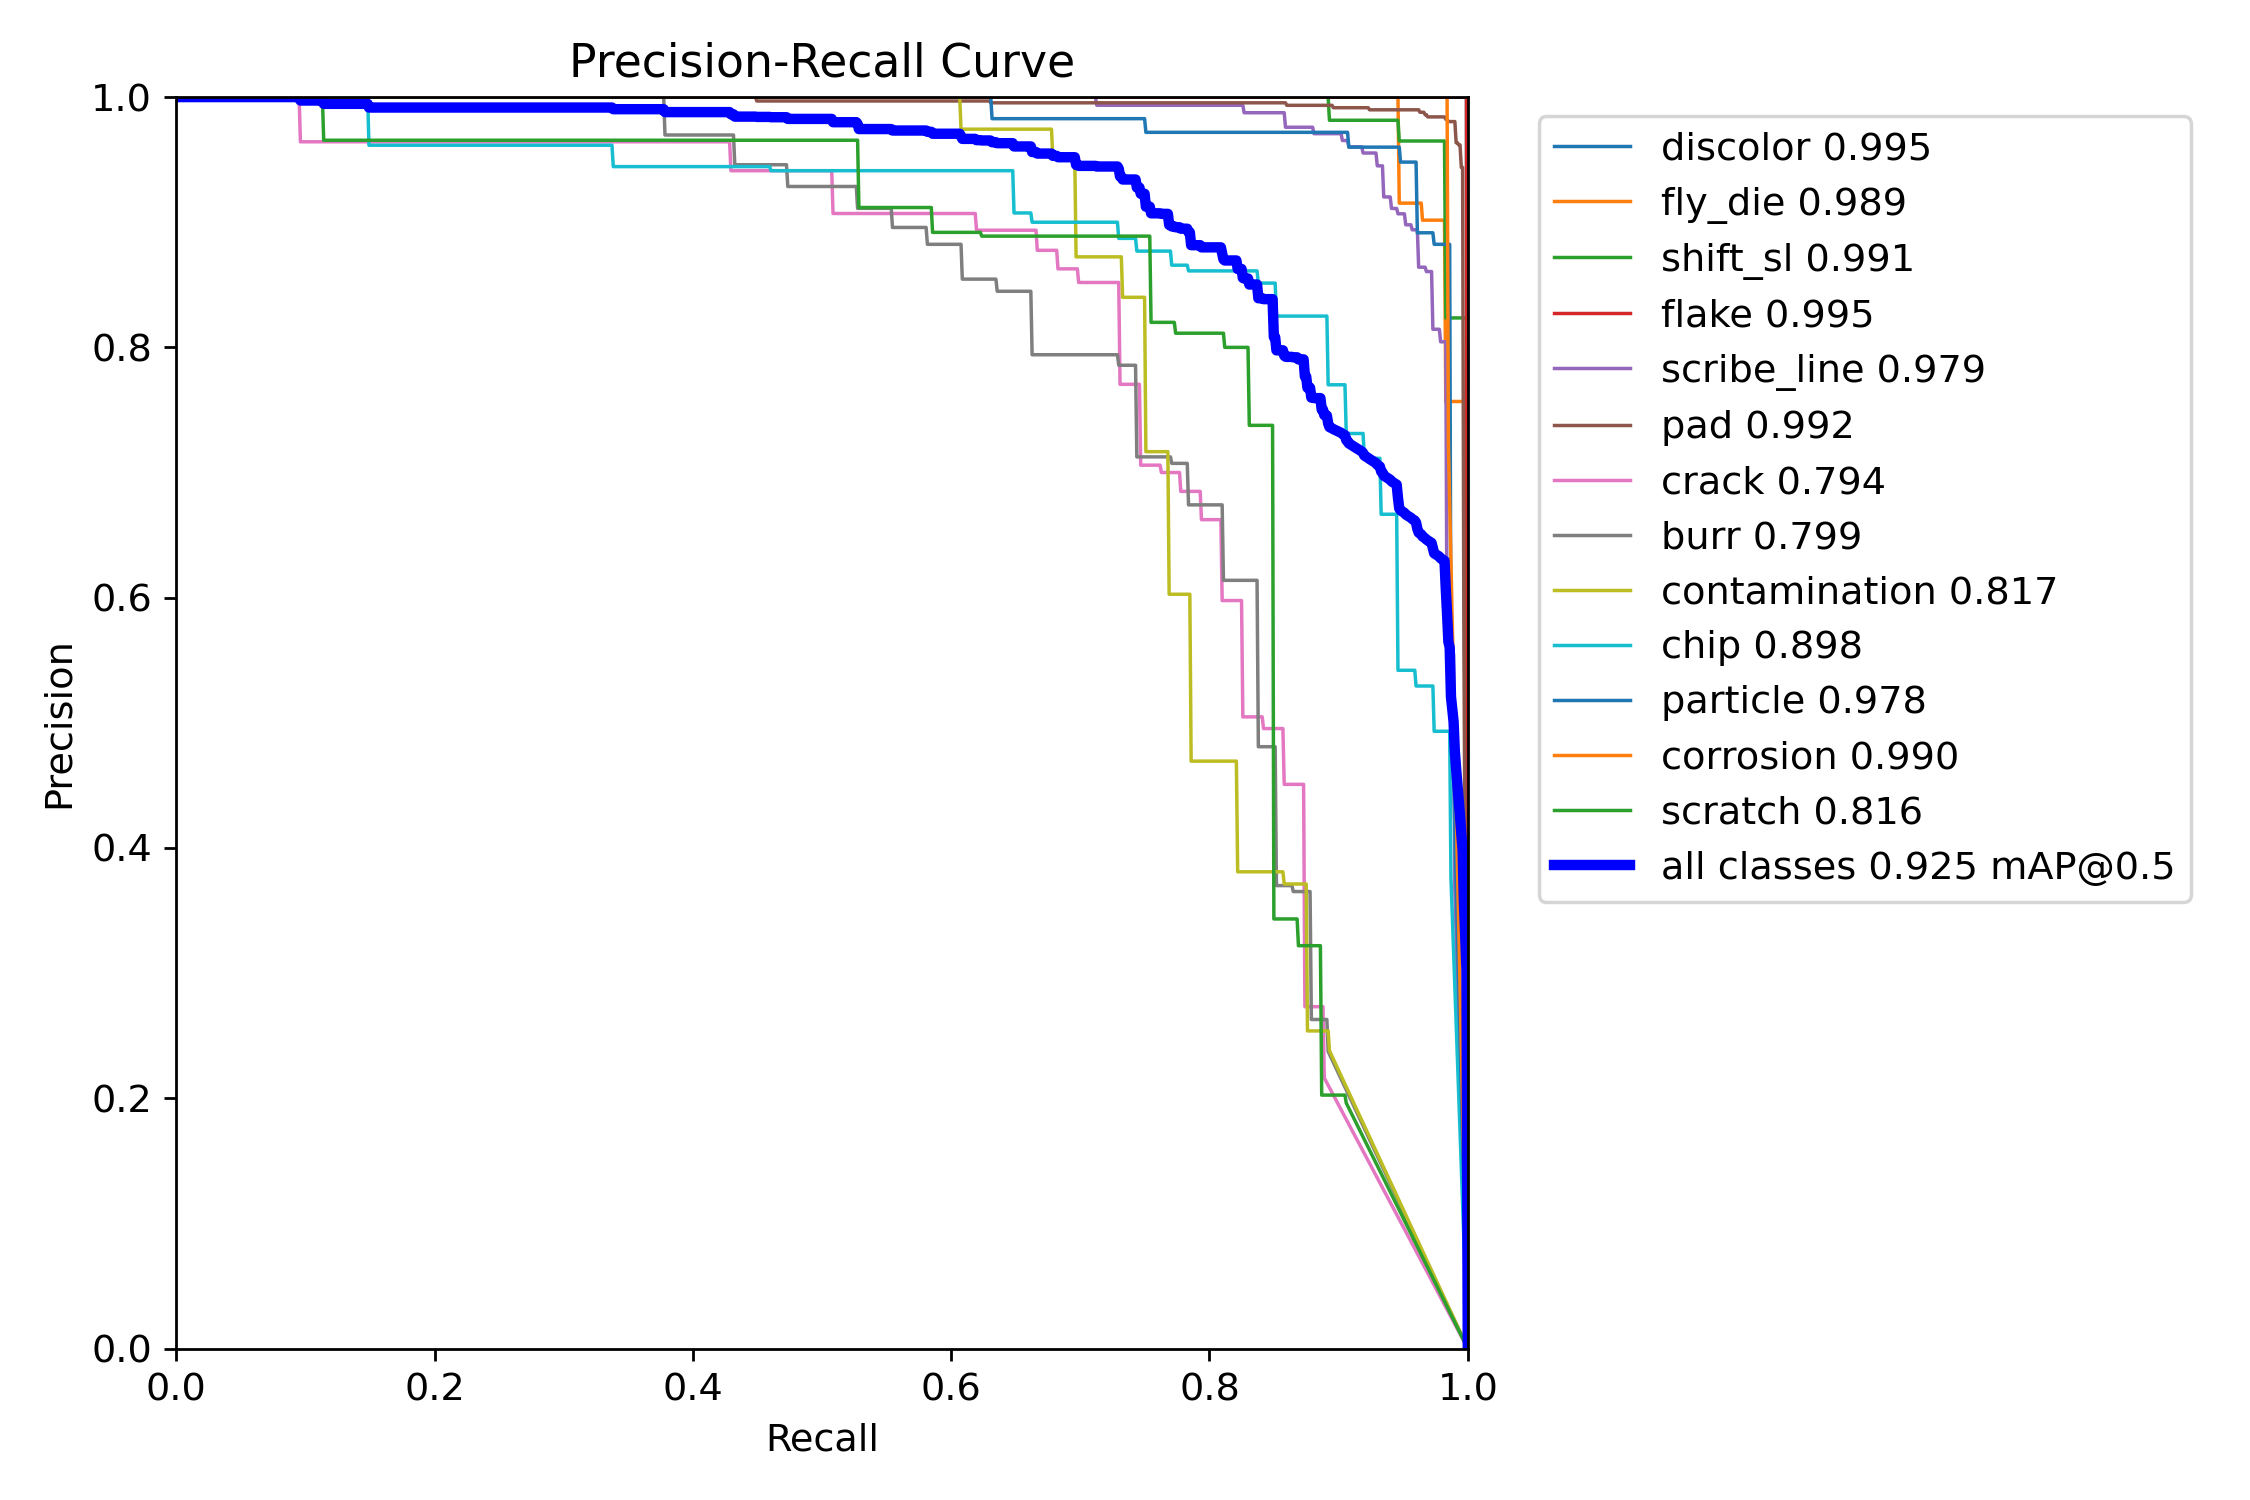 Precision-Recall Curve
1.0
0.8
0.6
0.4
0.2
0.0
Precision
0.0 0.2 0.4 0.6 0.8 1.0
Recall
discolor 0.995
fly_die 0.989
shift_sl 0.991
flake 0.995
scribe_line 0.979
pad 0.992
crack 0.794
burr 0.799
contamination 0.817
chip 0.898
particle 0.978
corrosion 0.990
scratch 0.816
all classes 0.925 mAP@0.5